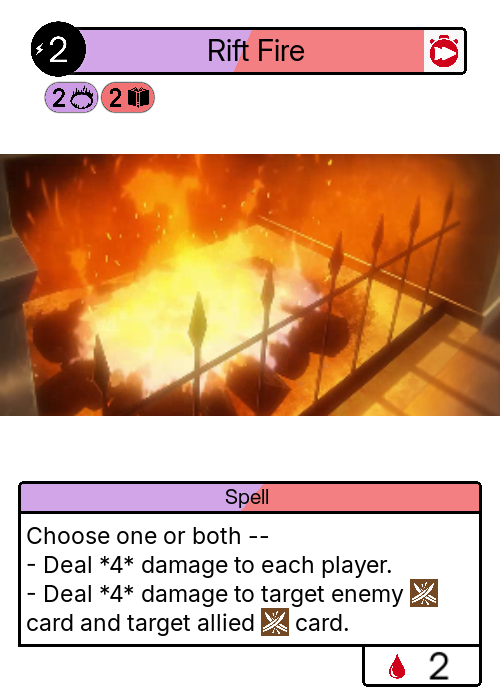 2
Rift Fire
2 2
Spell
Choose one or both --
- Deal *4* damage to each player.
- Deal *4* damage to target enemy
card and target allied card.
2